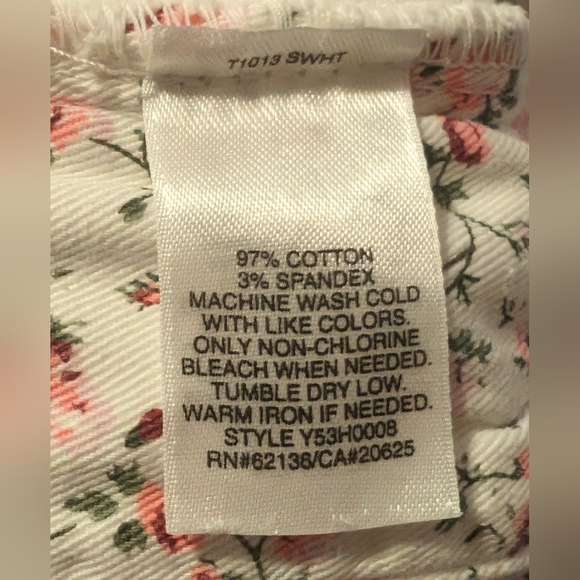 T1013 SWHT
97% COTTON
3% SPANDEX
MACHINE WASH COLD
WITH LIKE COLORS.
ONLY NON-CHLORINE
BLEACH WHEN NEEDED.
TUMBLE DRY LOW.
WARM IRON IF NEEDED.
STYLE Y53H0008
RN#62136/CA#20625